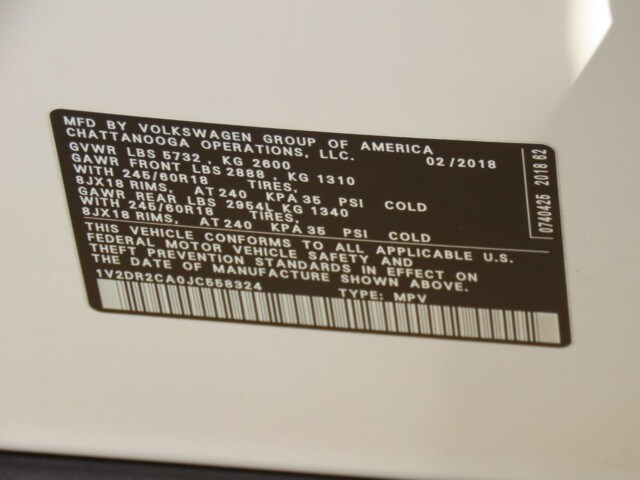 MFD BY VOLKSWAGEN GROUP OF AMERICA
CHATTANOOGA OPERATIONS, LLC.
GVWR LBS 5732 , KG 2600 02/2018
GAWR FRONT LBS 2888 , KG 1310
WITH 245/60R18 TIRES,
8JX18 RIMS, AT 240 KPA 35 PSI COLD
GAWR REAR LBS 2954L KG 1340
WITH 245/60R18 TIRES,
8JX18 RIMS, AT 240 KPA 35 PSI COLD
THIS VEHICLE CONFORMS TO ALL APPLICABLE U.S.
FEDERAL MOTOR VEHICLE SAFETY AND
THEFT PREVENTION STANDARDS IN EFFECT ON
THE DATE OF MANUFACTURE SHOWN ABOVE.
1V2DR2CA0JC558324 TYPE: MPV
0740425 2018 62